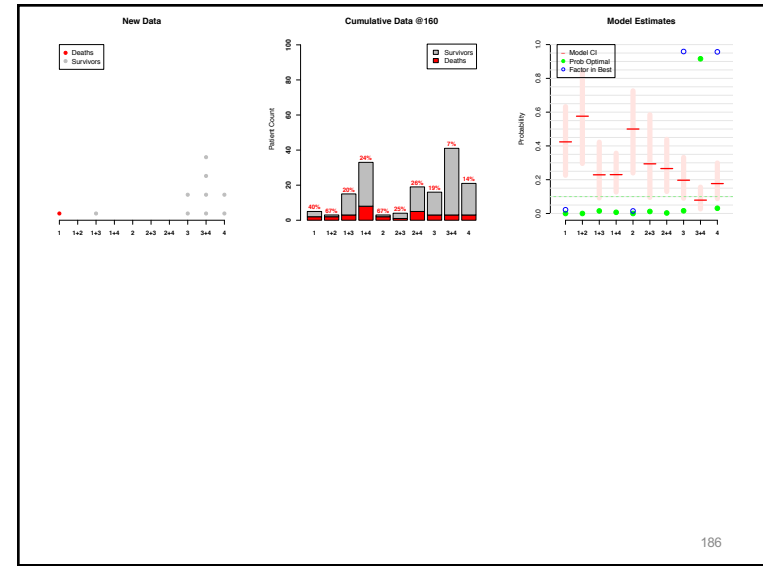 New Data
Deaths
Survivors
1 1+2 1+3 1+4 2 2+3 2+4 3 3+4 4
Cumulative Data @160
Survivors
Deaths
Patient Count
0 20 40 60 80 100
40% 67% 20% 24% 67% 25% 26% 19% 7% 14%
1 1+2 1+3 1+4 2 2+3 2+4 3 3+4 4
Model Estimates
Model CI
Prob Optimal
Factor in Best
Probability
0.0 0.2 0.4 0.6 0.8 1.0
1 1+2 1+3 1+4 2 2+3 2+4 3 3+4 4
186